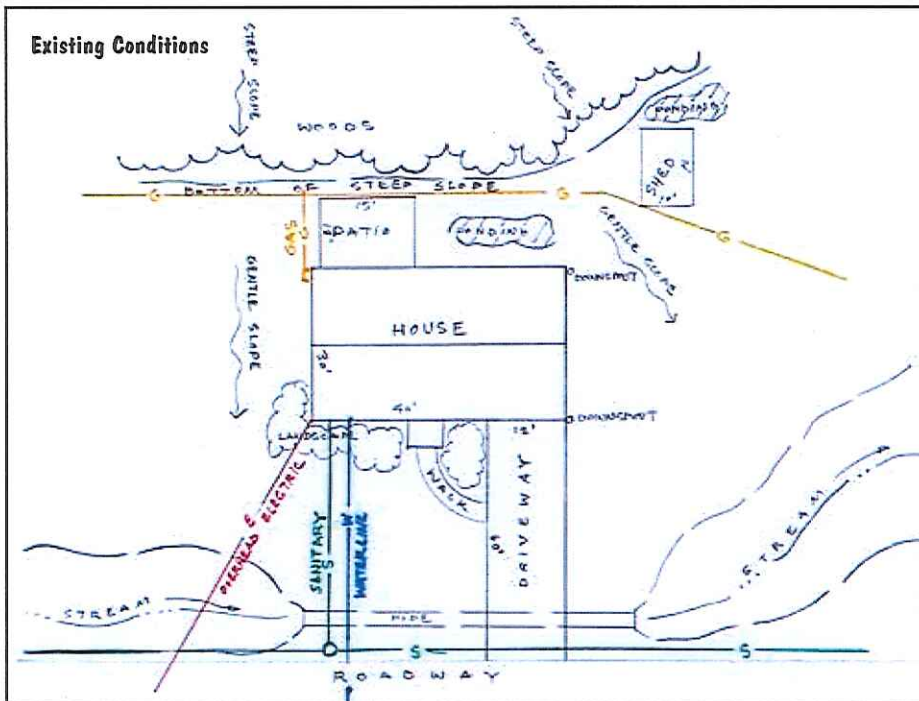 Existing Conditions
STEEP SLOPE
STEEP SLOPE
WOODS
PONDING
SHED
BOTTOM OF STEEP SLOPE
G
G
G
G
GAS
15'
PATIO
PONDING
GENTLE SLOPE
DOWNSPOUT
GENTLE SLOPE
HOUSE
30'
40'
12'
DOWNSPOUT
LANDSCAPE
WALK
OVERHEAD ELECTRIC
E
SANITARY
S
WATERLINE
W
DRIVEWAY
STREAM
STREAM
PIPE
S
S
ROADWAY